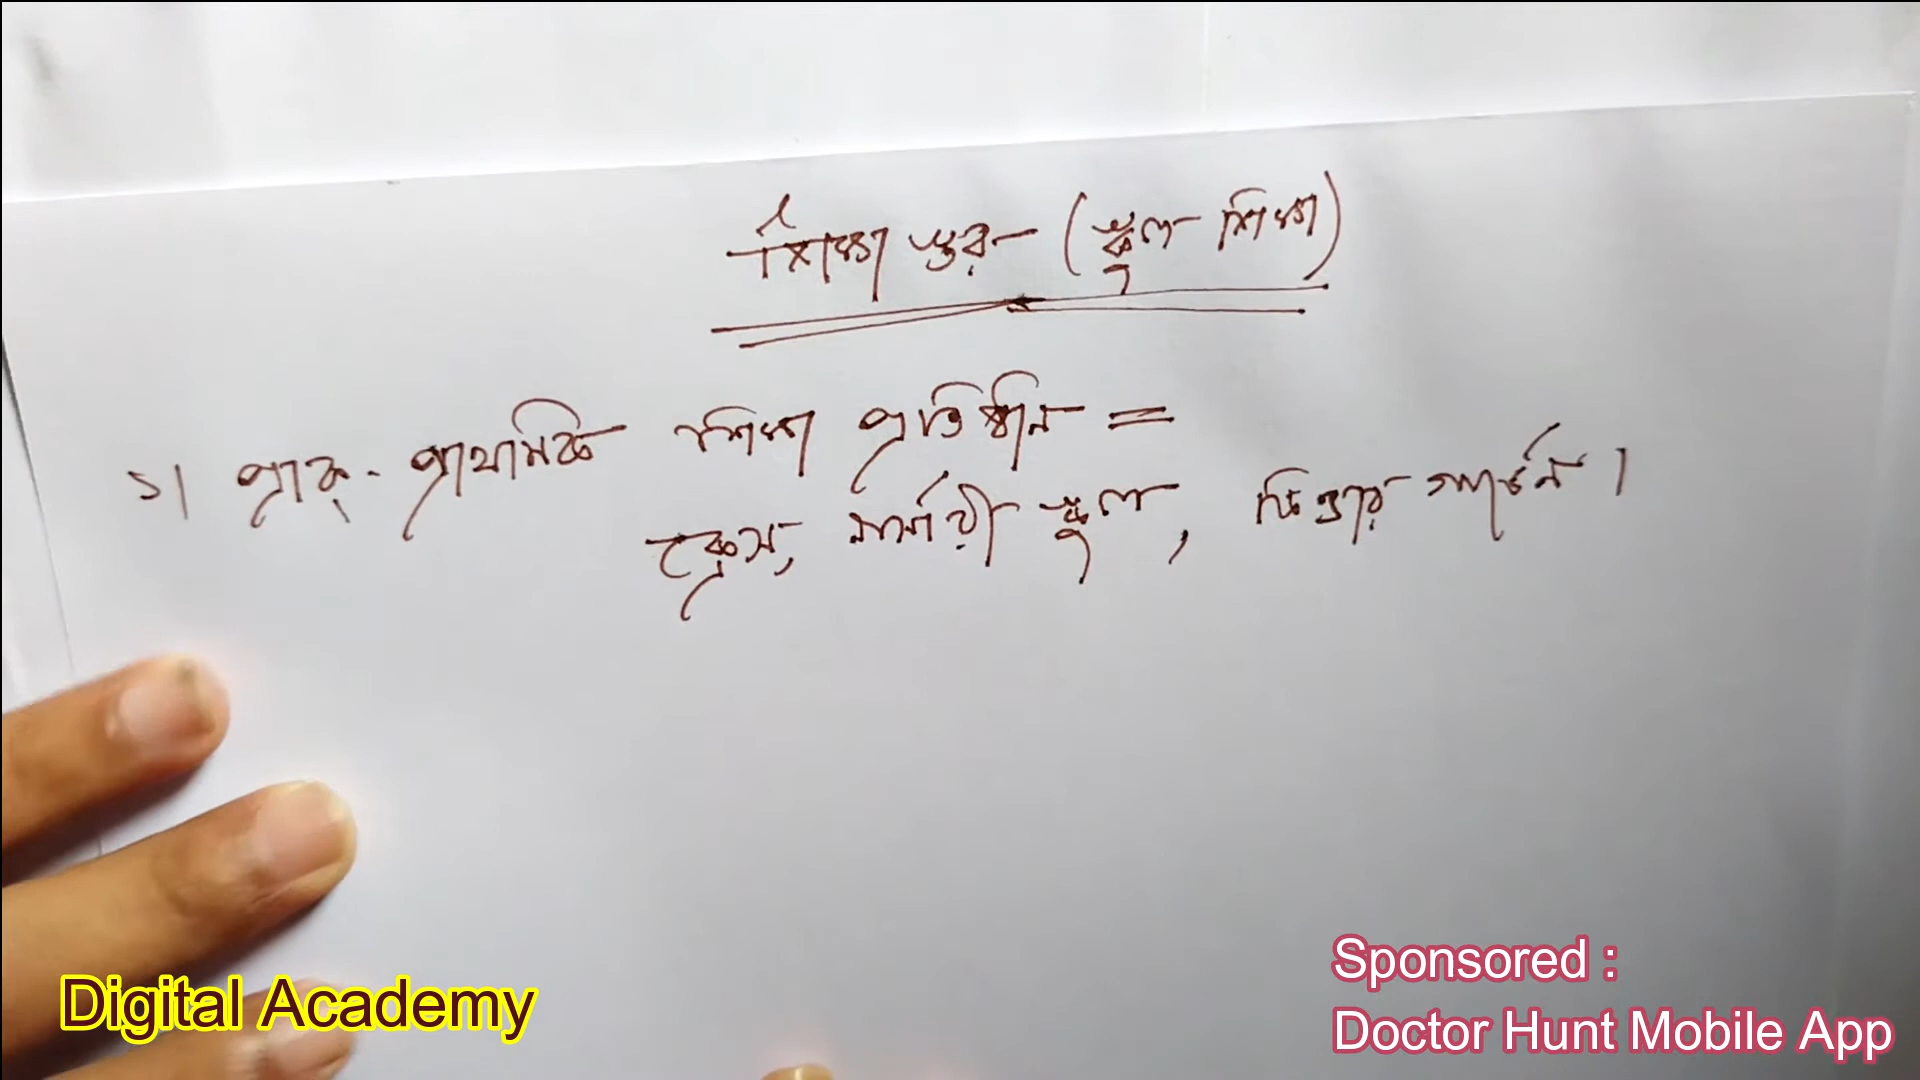 শিক্ষা স্তর (স্কুল শিক্ষা)
১। প্রাক্-প্রাথমিক শিক্ষা প্রতিষ্ঠান =
ক্রেস, নার্সারী স্কুল, কিণ্ডার গার্ডেন।
Digital Academy
Sponsored :
Doctor Hunt Mobile App